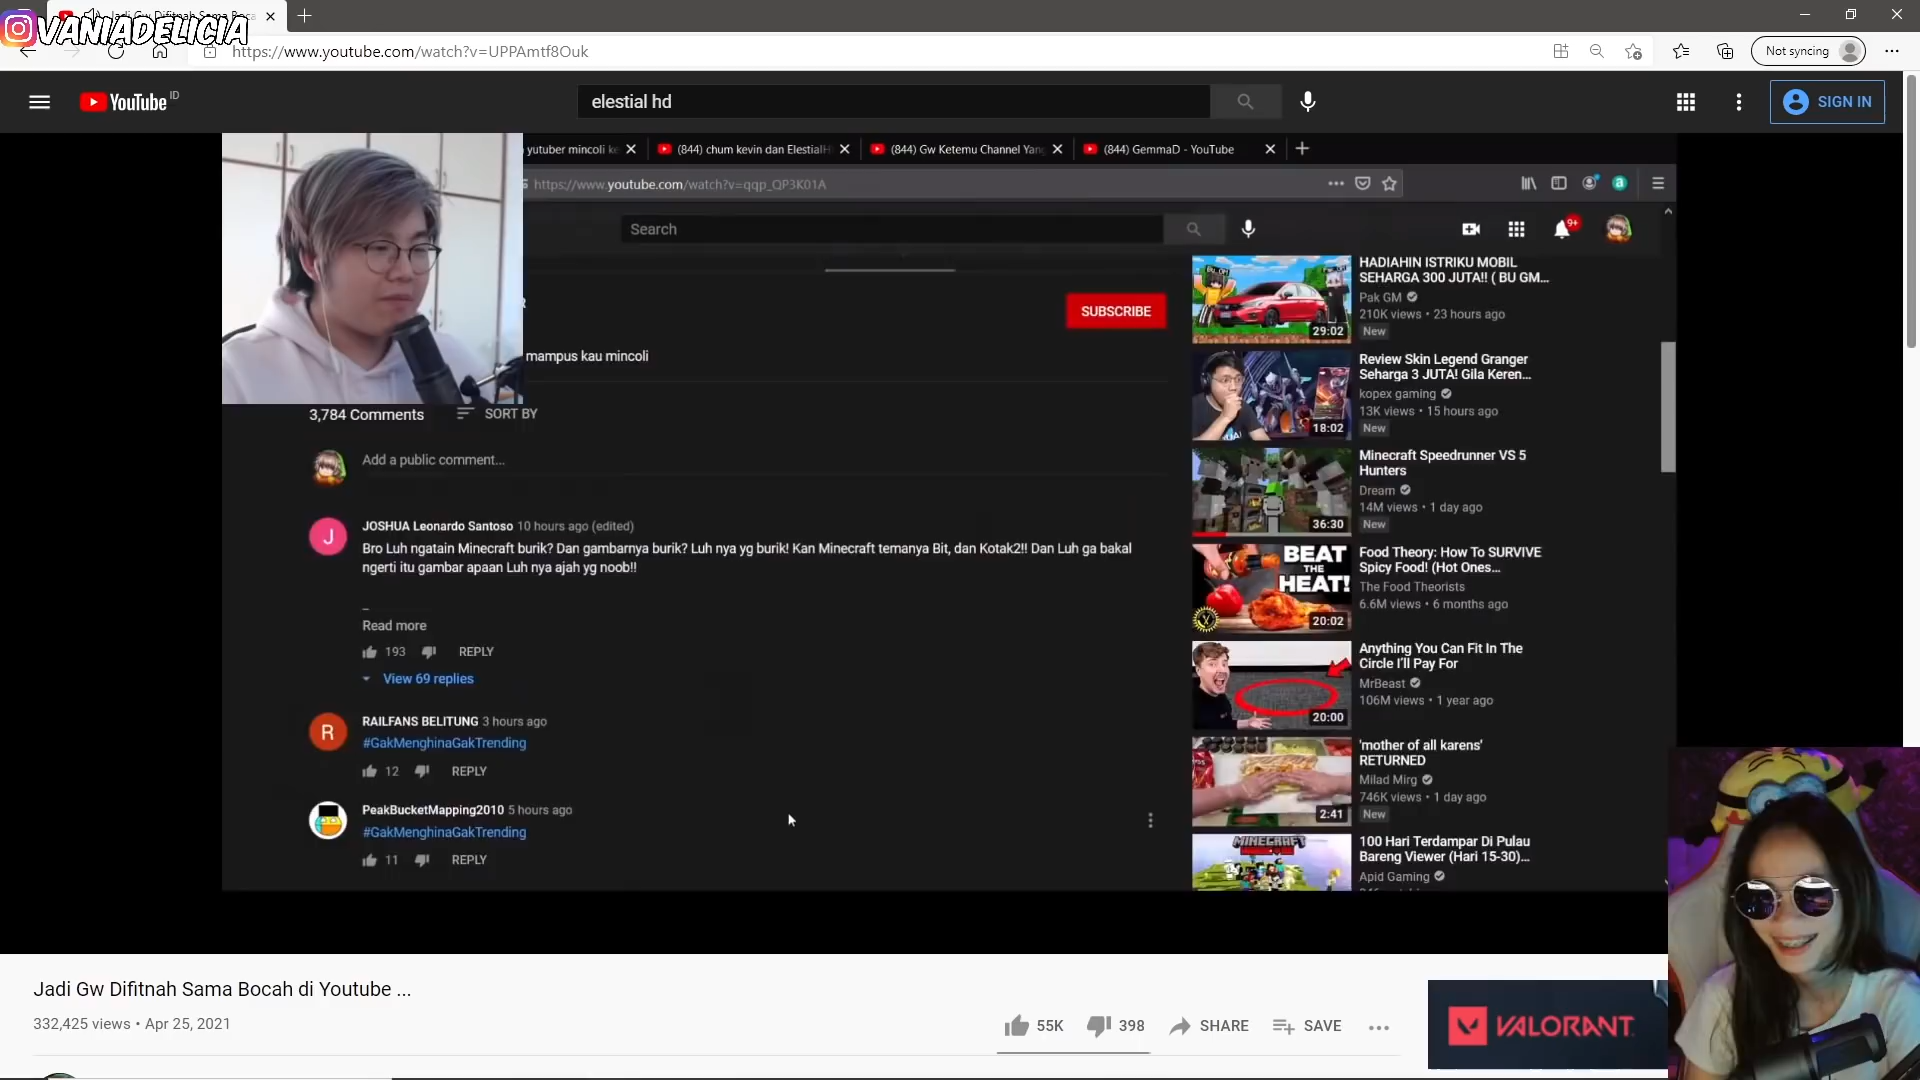 VANIADELICIA
https://www.youtube.com/watch?v=UPPAmtf8Ouk
Not syncing
YouTube ID
elestial hd
SIGN IN
yutuber mincoli ke
(844) chum kevin dan ElestialH
(844) Gw Ketemu Channel Yang
(844) GemmaD - YouTube
https://www.youtube.com/watch?v=qqp_QP3K01A
Search
9+
SUBSCRIBE
mampus kau mincoli
3,784 Comments
SORT BY
Add a public comment...
J
JOSHUA Leonardo Santoso 10 hours ago (edited)
Bro Luh ngatain Minecraft burik? Dan gambarnya burik? Luh nya yg burik! Kan Minecraft temanya Bit, dan Kotak2!! Dan Luh ga bakal
ngerti itu gambar apaan Luh nya ajah yg noob!!
_
Read more
193 REPLY
View 69 replies
R
RAILFANS BELITUNG 3 hours ago
#GakMenghinaGakTrending
12 REPLY
PeakBucketMapping2010 5 hours ago
#GakMenghinaGakTrending
11 REPLY
HADIAHIN ISTRIKU MOBIL
SEHARGA 300 JUTA!! ( BU GM...
Pak GM
210K views • 23 hours ago
New
29:02
Review Skin Legend Granger
Seharga 3 JUTA! Gila Keren...
kopex gaming
13K views • 15 hours ago
New
18:02
Minecraft Speedrunner VS 5
Hunters
Dream
14M views • 1 day ago
New
36:30
BEAT
THE
HEAT!
20:02
Food Theory: How To SURVIVE
Spicy Food! (Hot Ones...
The Food Theorists
6.6M views • 6 months ago
Anything You Can Fit In The
Circle I'll Pay For
MrBeast
106M views • 1 year ago
20:00
'mother of all karens'
RETURNED
Milad Mirg
746K views • 1 day ago
New
2:41
MINECRAFT
100 Hari Terdampar Di Pulau
Bareng Viewer (Hari 15-30)...
Apid Gaming
Jadi Gw Difitnah Sama Bocah di Youtube ...
332,425 views • Apr 25, 2021
55K
398
SHARE
SAVE
VALORANT